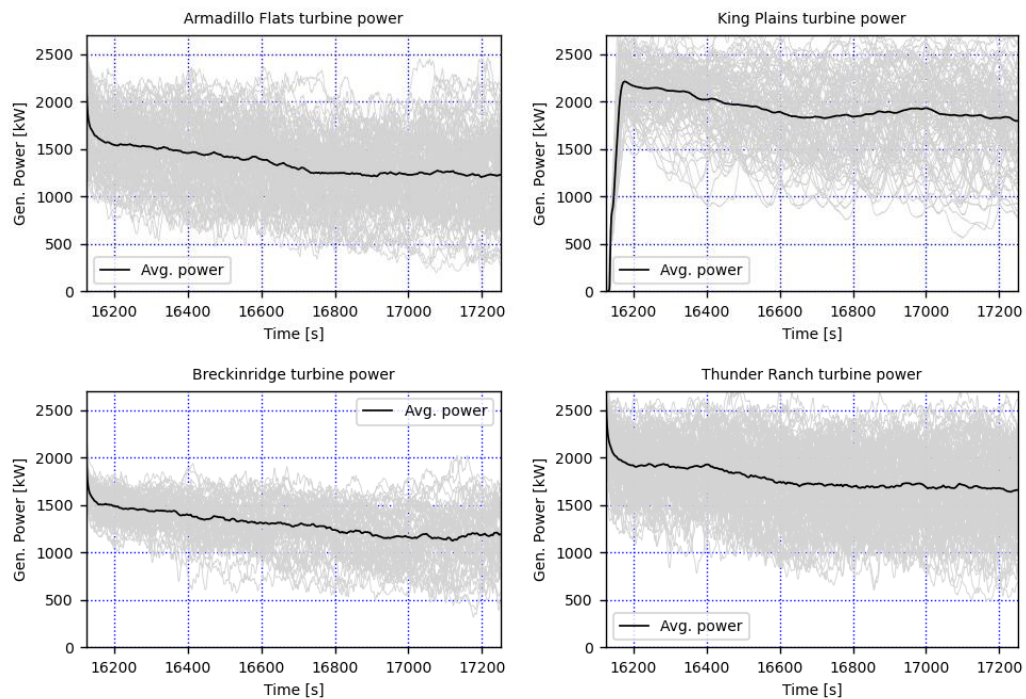 Armadillo Flats turbine power
Gen. Power [kW]
2500
2000
1500
1000
500
0
Avg. power
16200 16400 16600 16800 17000 17200
Time [s]
King Plains turbine power
Gen. Power [kW]
2500
2000
1500
1000
500
0
Avg. power
16200 16400 16600 16800 17000 17200
Time [s]
Breckinridge turbine power
Gen. Power [kW]
2500
2000
1500
1000
500
0
Avg. power
16200 16400 16600 16800 17000 17200
Time [s]
Thunder Ranch turbine power
Gen. Power [kW]
2500
2000
1500
1000
500
0
Avg. power
16200 16400 16600 16800 17000 17200
Time [s]